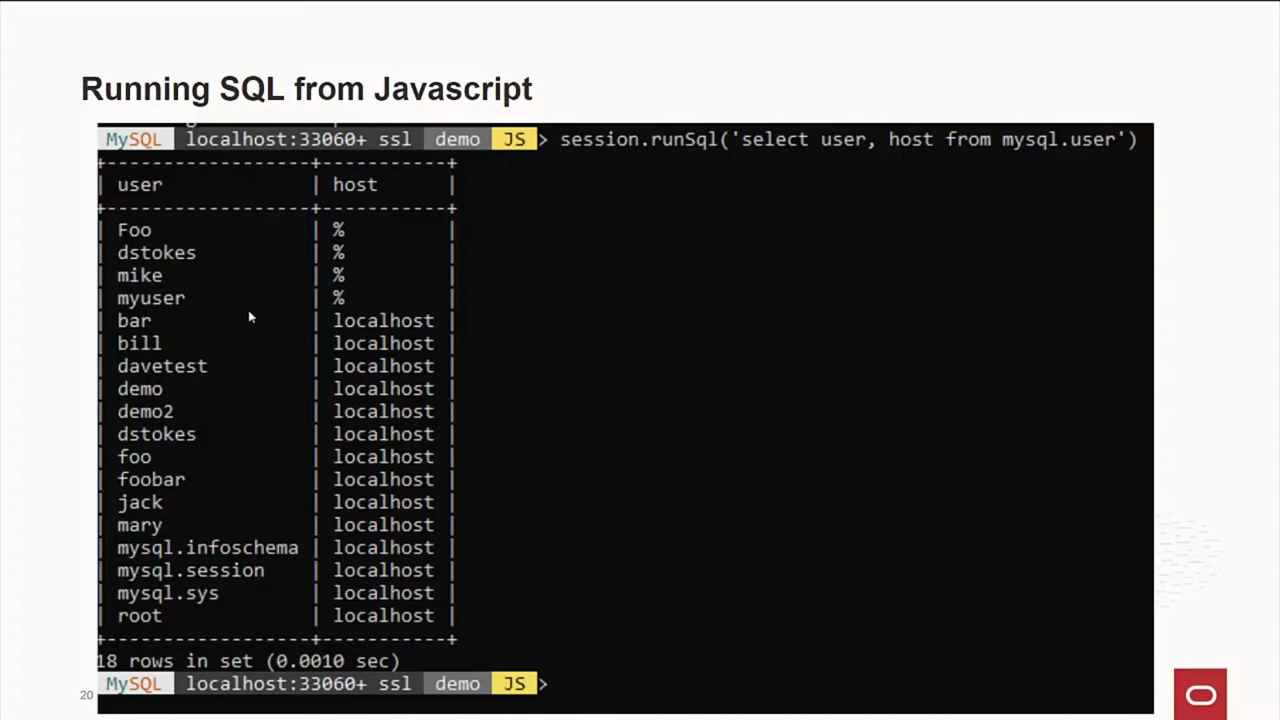 Running SQL from Javascript
MySQL localhost:33060+ ssl demo JS > session.runSql('select user, host from mysql.user')
+------------------+-----------+
| user | host |
+------------------+-----------+
| Foo | % |
| dstokes | % |
| mike | % |
| myuser | % |
| bar | localhost |
| bill | localhost |
| davetest | localhost |
| demo | localhost |
| demo2 | localhost |
| dstokes | localhost |
| foo | localhost |
| foobar | localhost |
| jack | localhost |
| mary | localhost |
| mysql.infoschema | localhost |
| mysql.session | localhost |
| mysql.sys | localhost |
| root | localhost |
+------------------+-----------+
18 rows in set (0.0010 sec)
MySQL localhost:33060+ ssl demo JS >
20